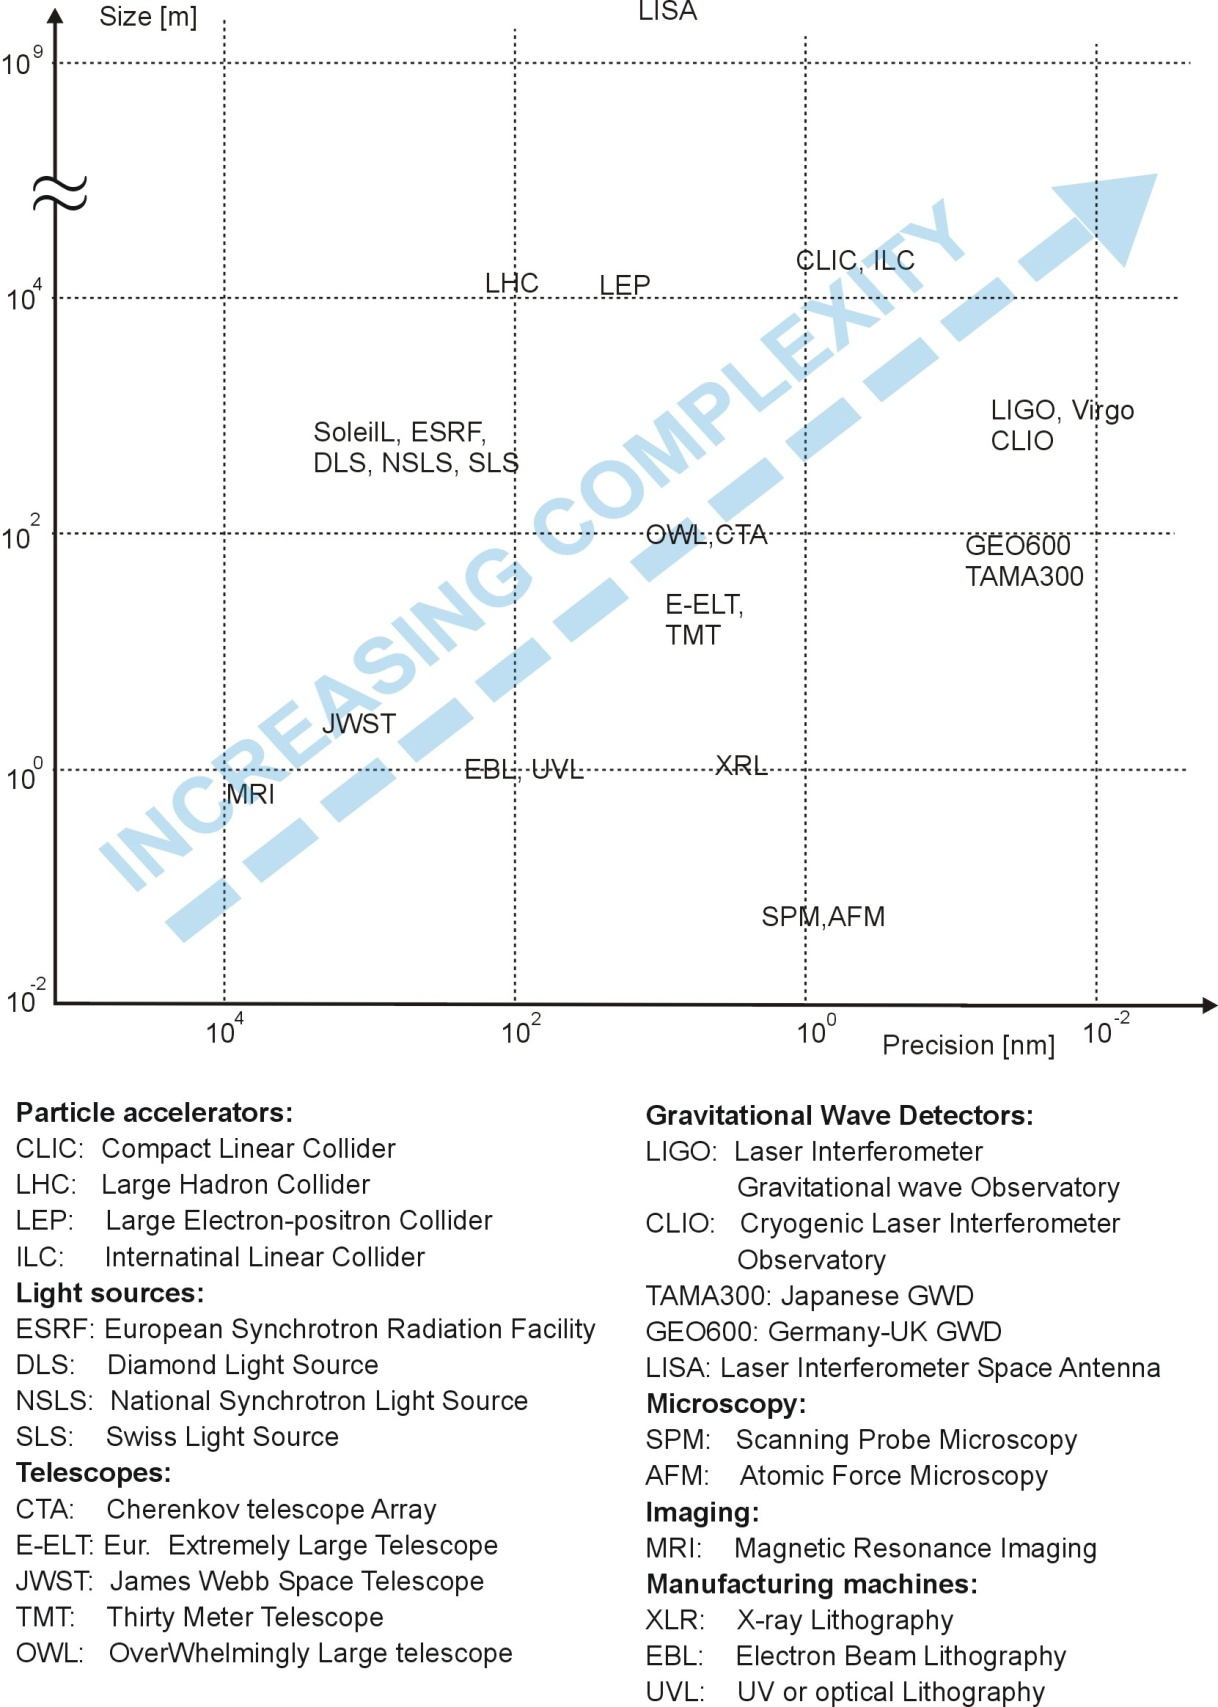 Size [m]
LISA
10^9
INCREASING COMPLEXITY
CLIC, ILC
LHC
LEP
10^4
LIGO, Virgo
CLIO
SoleilL, ESRF,
DLS, NSLS, SLS
10^2
OWL,CTA
GEO600
TAMA300
E-ELT,
TMT
JWST
10^0
EBL, UVL
XRL
MRI
SPM,AFM
10^-2
10^4
10^2
10^0
10^-2
Precision [nm]
Particle accelerators:
CLIC: Compact Linear Collider
LHC: Large Hadron Collider
LEP: Large Electron-positron Collider
ILC: Internatinal Linear Collider
Light sources:
ESRF: European Synchrotron Radiation Facility
DLS: Diamond Light Source
NSLS: National Synchrotron Light Source
SLS: Swiss Light Source
Telescopes:
CTA: Cherenkov telescope Array
E-ELT: Eur. Extremely Large Telescope
JWST: James Webb Space Telescope
TMT: Thirty Meter Telescope
OWL: OverWhelmingly Large telescope
Gravitational Wave Detectors:
LIGO: Laser Interferometer
Gravitational wave Observatory
CLIO: Cryogenic Laser Interferometer
Observatory
TAMA300: Japanese GWD
GEO600: Germany-UK GWD
LISA: Laser Interferometer Space Antenna
Microscopy:
SPM: Scanning Probe Microscopy
AFM: Atomic Force Microscopy
Imaging:
MRI: Magnetic Resonance Imaging
Manufacturing machines:
XLR: X-ray Lithography
EBL: Electron Beam Lithography
UVL: UV or optical Lithography